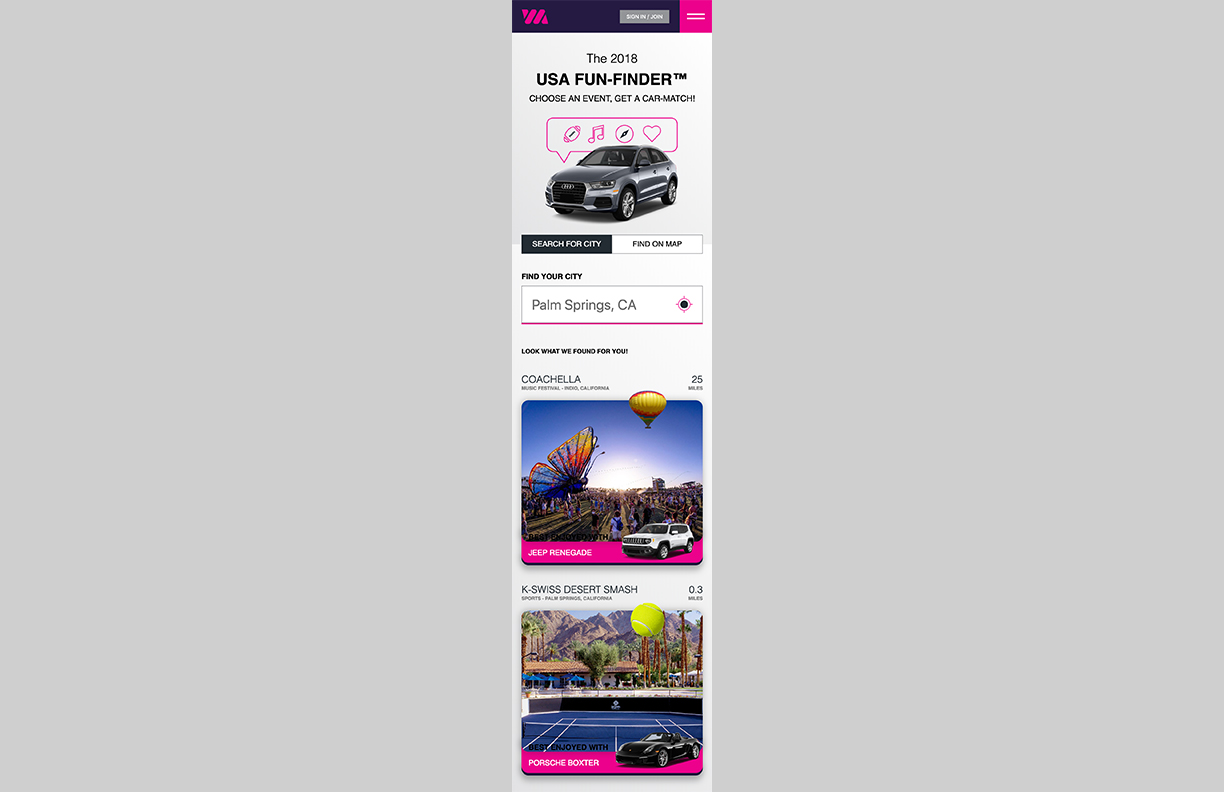 SIGN IN / JOIN
The 2018
USA FUN-FINDER™
CHOOSE AN EVENT, GET A CAR-MATCH!
SEARCH FOR CITY
FIND ON MAP
FIND YOUR CITY
Palm Springs, CA
LOOK WHAT WE FOUND FOR YOU!
COACHELLA
25
MUSIC FESTIVAL - INDIO, CALIFORNIA
MILES
BEST ENJOYED WITH
JEEP RENEGADE
K-SWISS DESERT SMASH
0.3
SPORTS - PALM SPRINGS, CALIFORNIA
MILES
BEST ENJOYED WITH
PORSCHE BOXTER